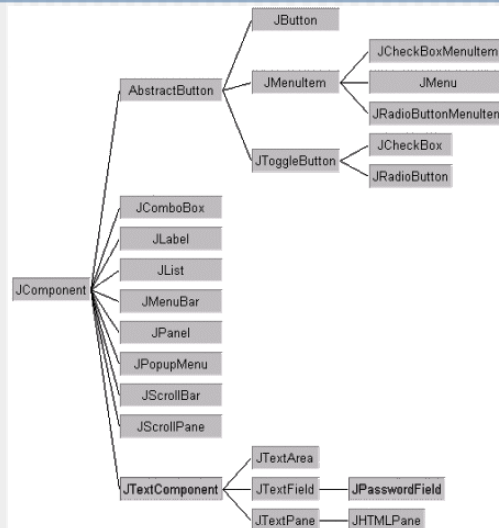 JButton
JCheckBoxMenuItem
AbstractButton
JMenuItem
JMenu
JRadioButtonMenuItem
JCheckBox
JToggleButton
JRadioButton
JComboBox
JLabel
JList
JComponent
JMenuBar
JPanel
JPopupMenu
JScrollBar
JScrollPane
JTextArea
JTextComponent
JTextField
JPasswordField
JTextPane
JHTMLPane